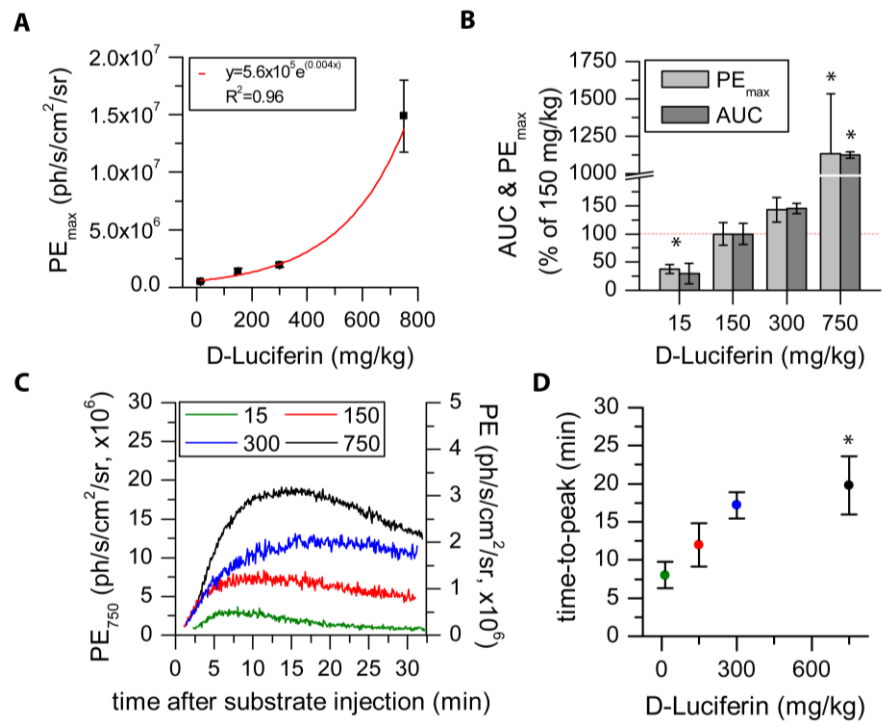 A
PEmax (ph/s/cm²/sr)
2.0x10⁷
1.5x10⁷
1.0x10⁷
5.0x10⁶
0.0
y=5.6x10⁵e^(0.004x)
R²=0.96
0 200 400 600 800
D-Luciferin (mg/kg)
B
AUC & PEmax
(% of 150 mg/kg)
1750
1500
1250
1000
150
100
50
0
PEmax
AUC
*
*
*
15 150 300 750
D-Luciferin (mg/kg)
C
PE750 (ph/s/cm²/sr, x10⁶)
30
25
20
15
10
5
0
15 150
300 750
5
4
3
2
1
0
PE (ph/s/cm²/sr, x10⁶)
0 5 10 15 20 25 30
time after substrate injection (min)
D
time-to-peak (min)
30
25
20
15
10
5
0
*
0 300 600
D-Luciferin (mg/kg)